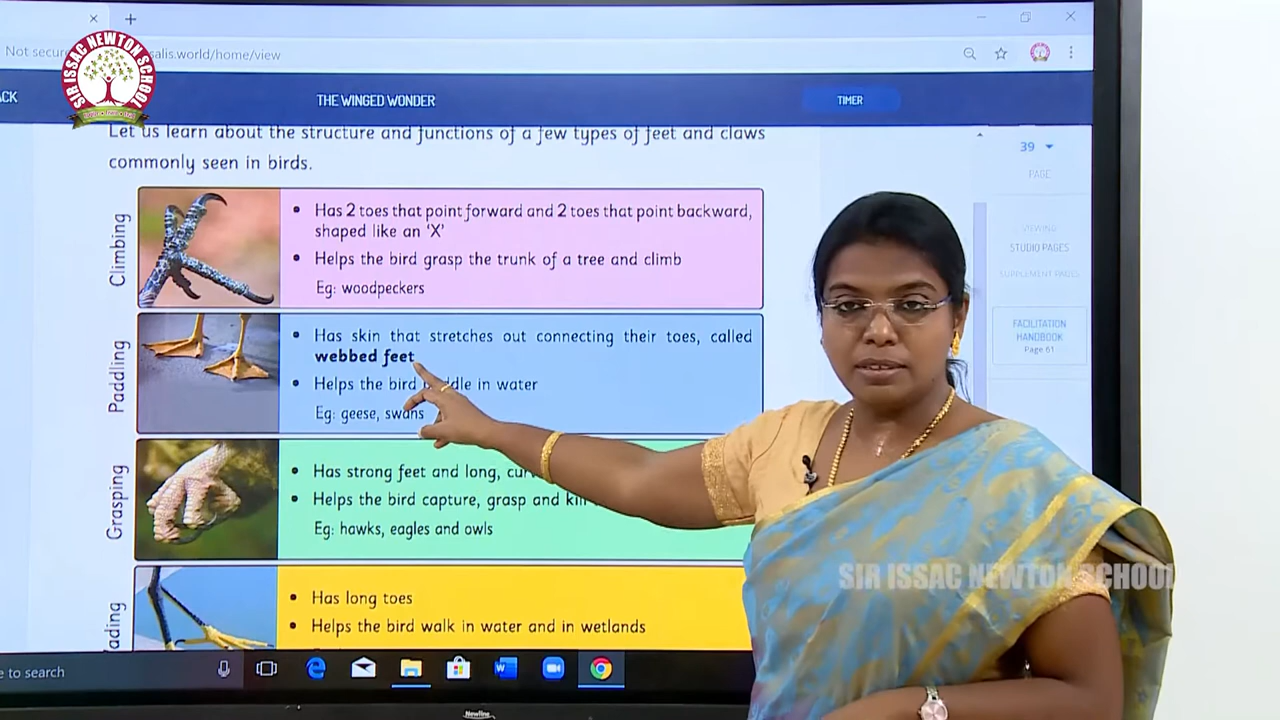 Not secur
salis.world/home/view
SIR ISSAC NEWTON SCHOOL
ACK
THE WINGED WONDER
TIMER
Let us learn about the structure and functions of a few types of feet and claws
commonly seen in birds.
39
PAGE
VIEWING
STUDIO PAGES
SUPPLEMENT PAGES
FACILITATION
HANDBOOK
Page 61
Climbing
• Has 2 toes that point forward and 2 toes that point backward,
shaped like an 'X'
• Helps the bird grasp the trunk of a tree and climb
Eg: woodpeckers
Paddling
• Has skin that stretches out connecting their toes, called
webbed feet
• Helps the bird paddle in water
Eg: geese, swans
Grasping
• Has strong feet and long, cur
• Helps the bird capture, grasp and kill
Eg: hawks, eagles and owls
ading
• Has long toes
• Helps the bird walk in water and in wetlands
SIR ISSAC NEWTON SCHOOL
e to search
Newline